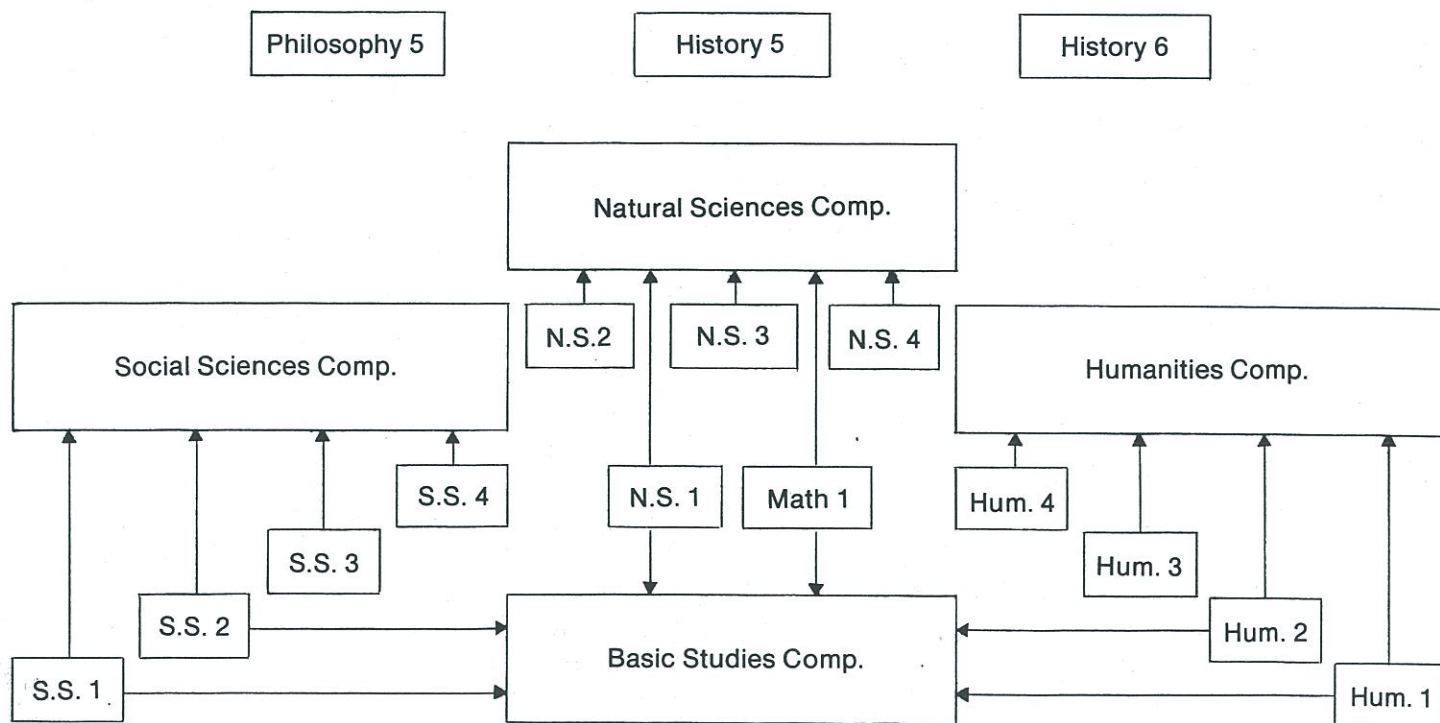 Philosophy 5
History 5
History 6
Natural Sciences Comp.
N.S.2
N.S. 3
N.S. 4
Social Sciences Comp.
Humanities Comp.
S.S. 4
N.S. 1
Math 1
Hum. 4
S.S. 3
Hum. 3
S.S. 2
Hum. 2
Basic Studies Comp.
S.S. 1
Hum. 1